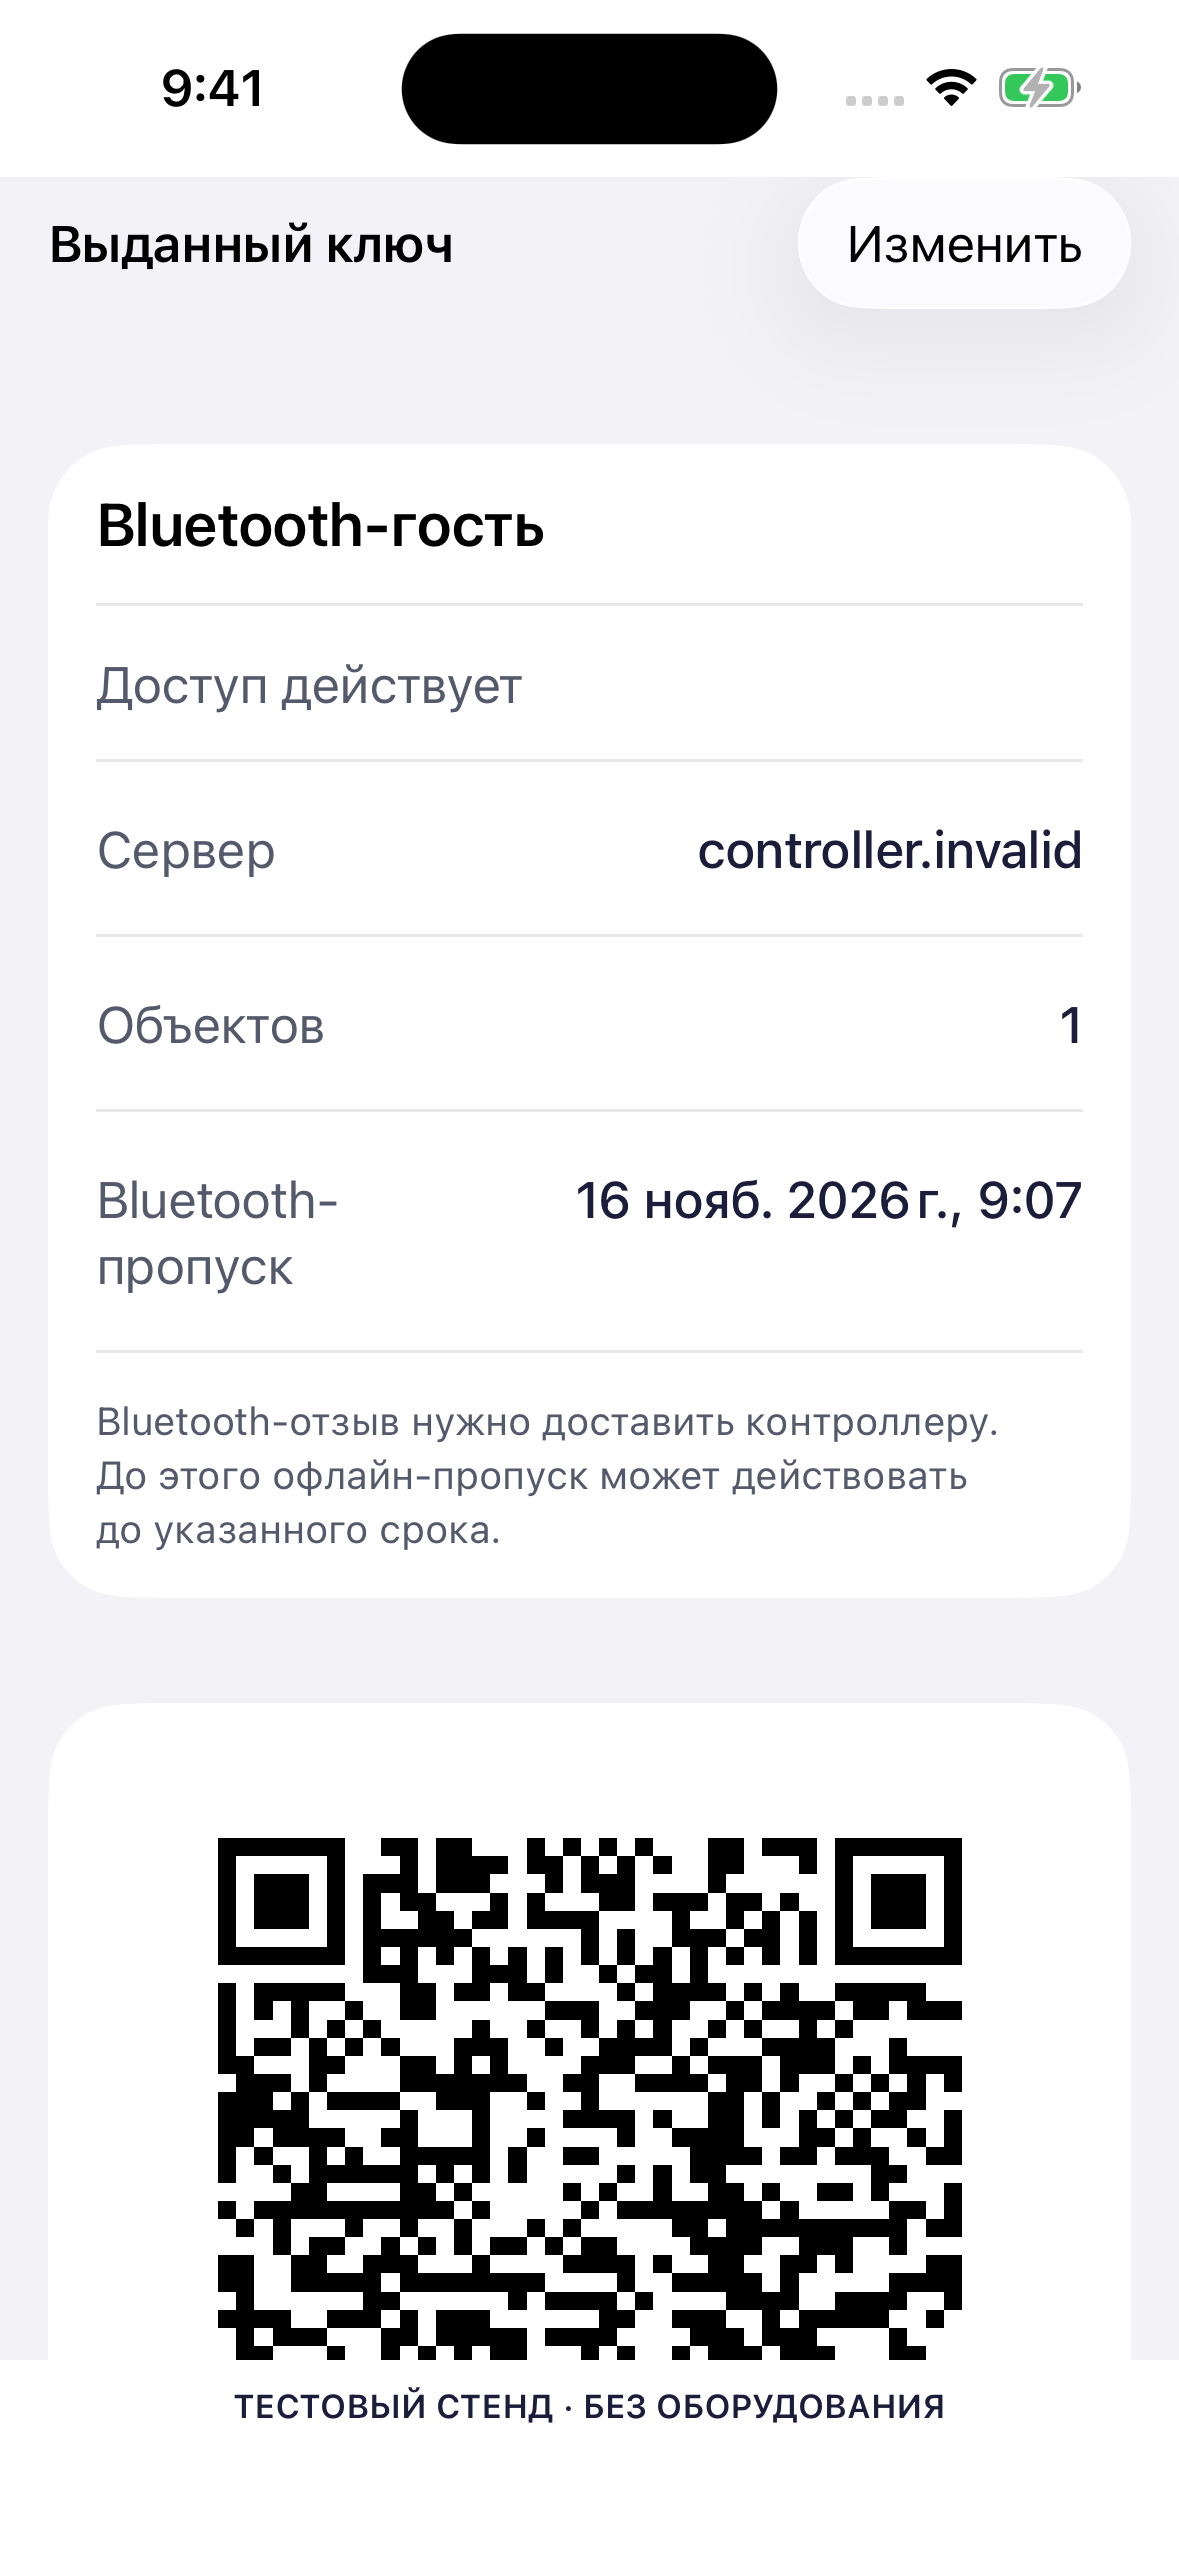 9:41
Выданный ключ
Изменить
Bluetooth-гость
Доступ действует
Сервер controller.invalid
Объектов 1
Bluetooth- 16 нояб. 2026 г., 9:07
пропуск
Bluetooth-отзыв нужно доставить контроллеру.
До этого офлайн-пропуск может действовать
до указанного срока.
ТЕСТОВЫЙ СТЕНД · БЕЗ ОБОРУДОВАНИЯ